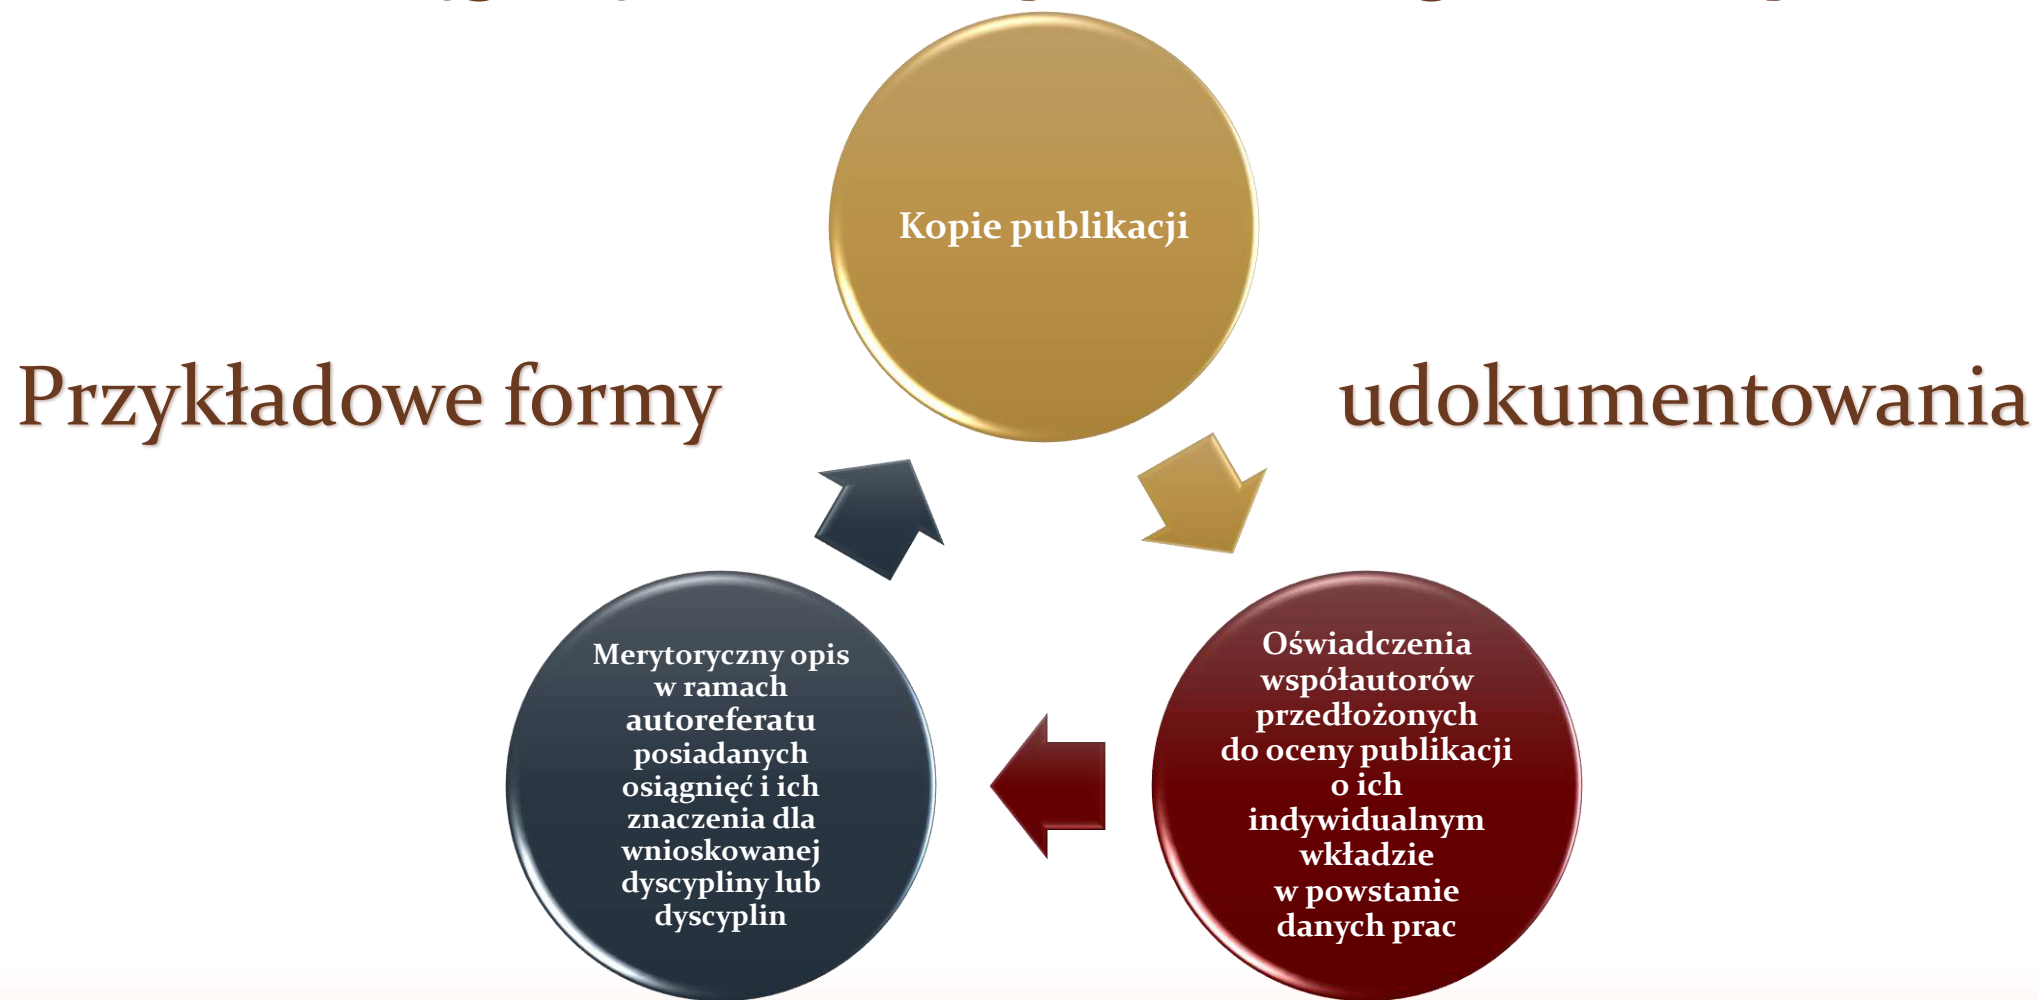 Kopie publikacji
Przykładowe formy udokumentowania
Merytoryczny opis
w ramach
autoreferatu
posiadanych
osiągnięć i ich
znaczenia dla
wnioskowanej
dyscypliny lub
dyscyplin
Oświadczenia
współautorów
przedłożonych
do oceny publikacji
o ich
indywidualnym
wkładzie
w powstanie
danych prac